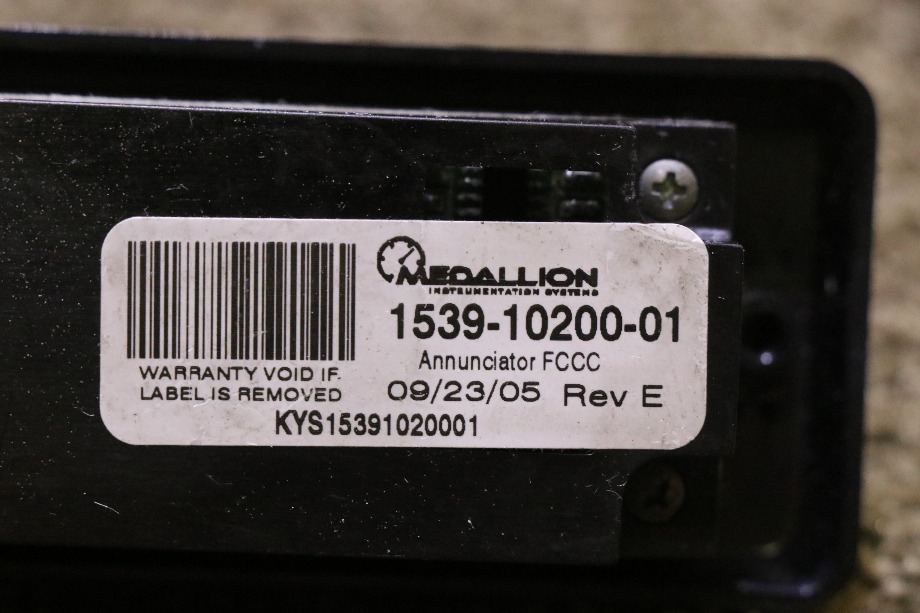 MEDALLION
INSTRUMENTATION SYSTEMS
1539-10200-01
Annunciator FCCC
WARRANTY VOID IF
LABEL IS REMOVED
09/23/05 Rev E
KYS15391020001